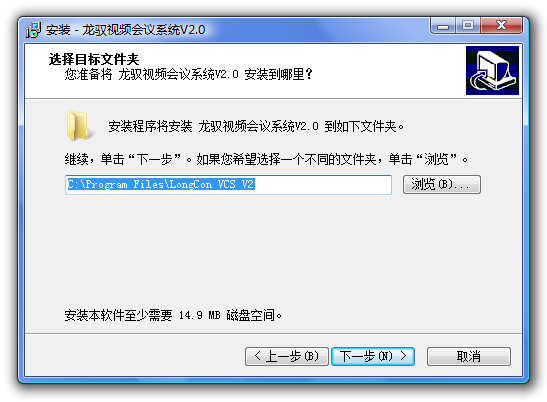 安装 - 龙驭视频会议系统V2.0
选择目标文件夹
您准备将 龙驭视频会议系统V2.0 安装到哪里？
安装程序将安装 龙驭视频会议系统V2.0 到如下文件夹。
继续，单击“下一步”。如果您希望选择一个不同的文件夹，单击“浏览”。
C:\Program Files\LongCon VCS V2
浏览(B)...
安装本软件至少需要 14.9 MB 磁盘空间。
< 上一步(B)
下一步(N) >
取消